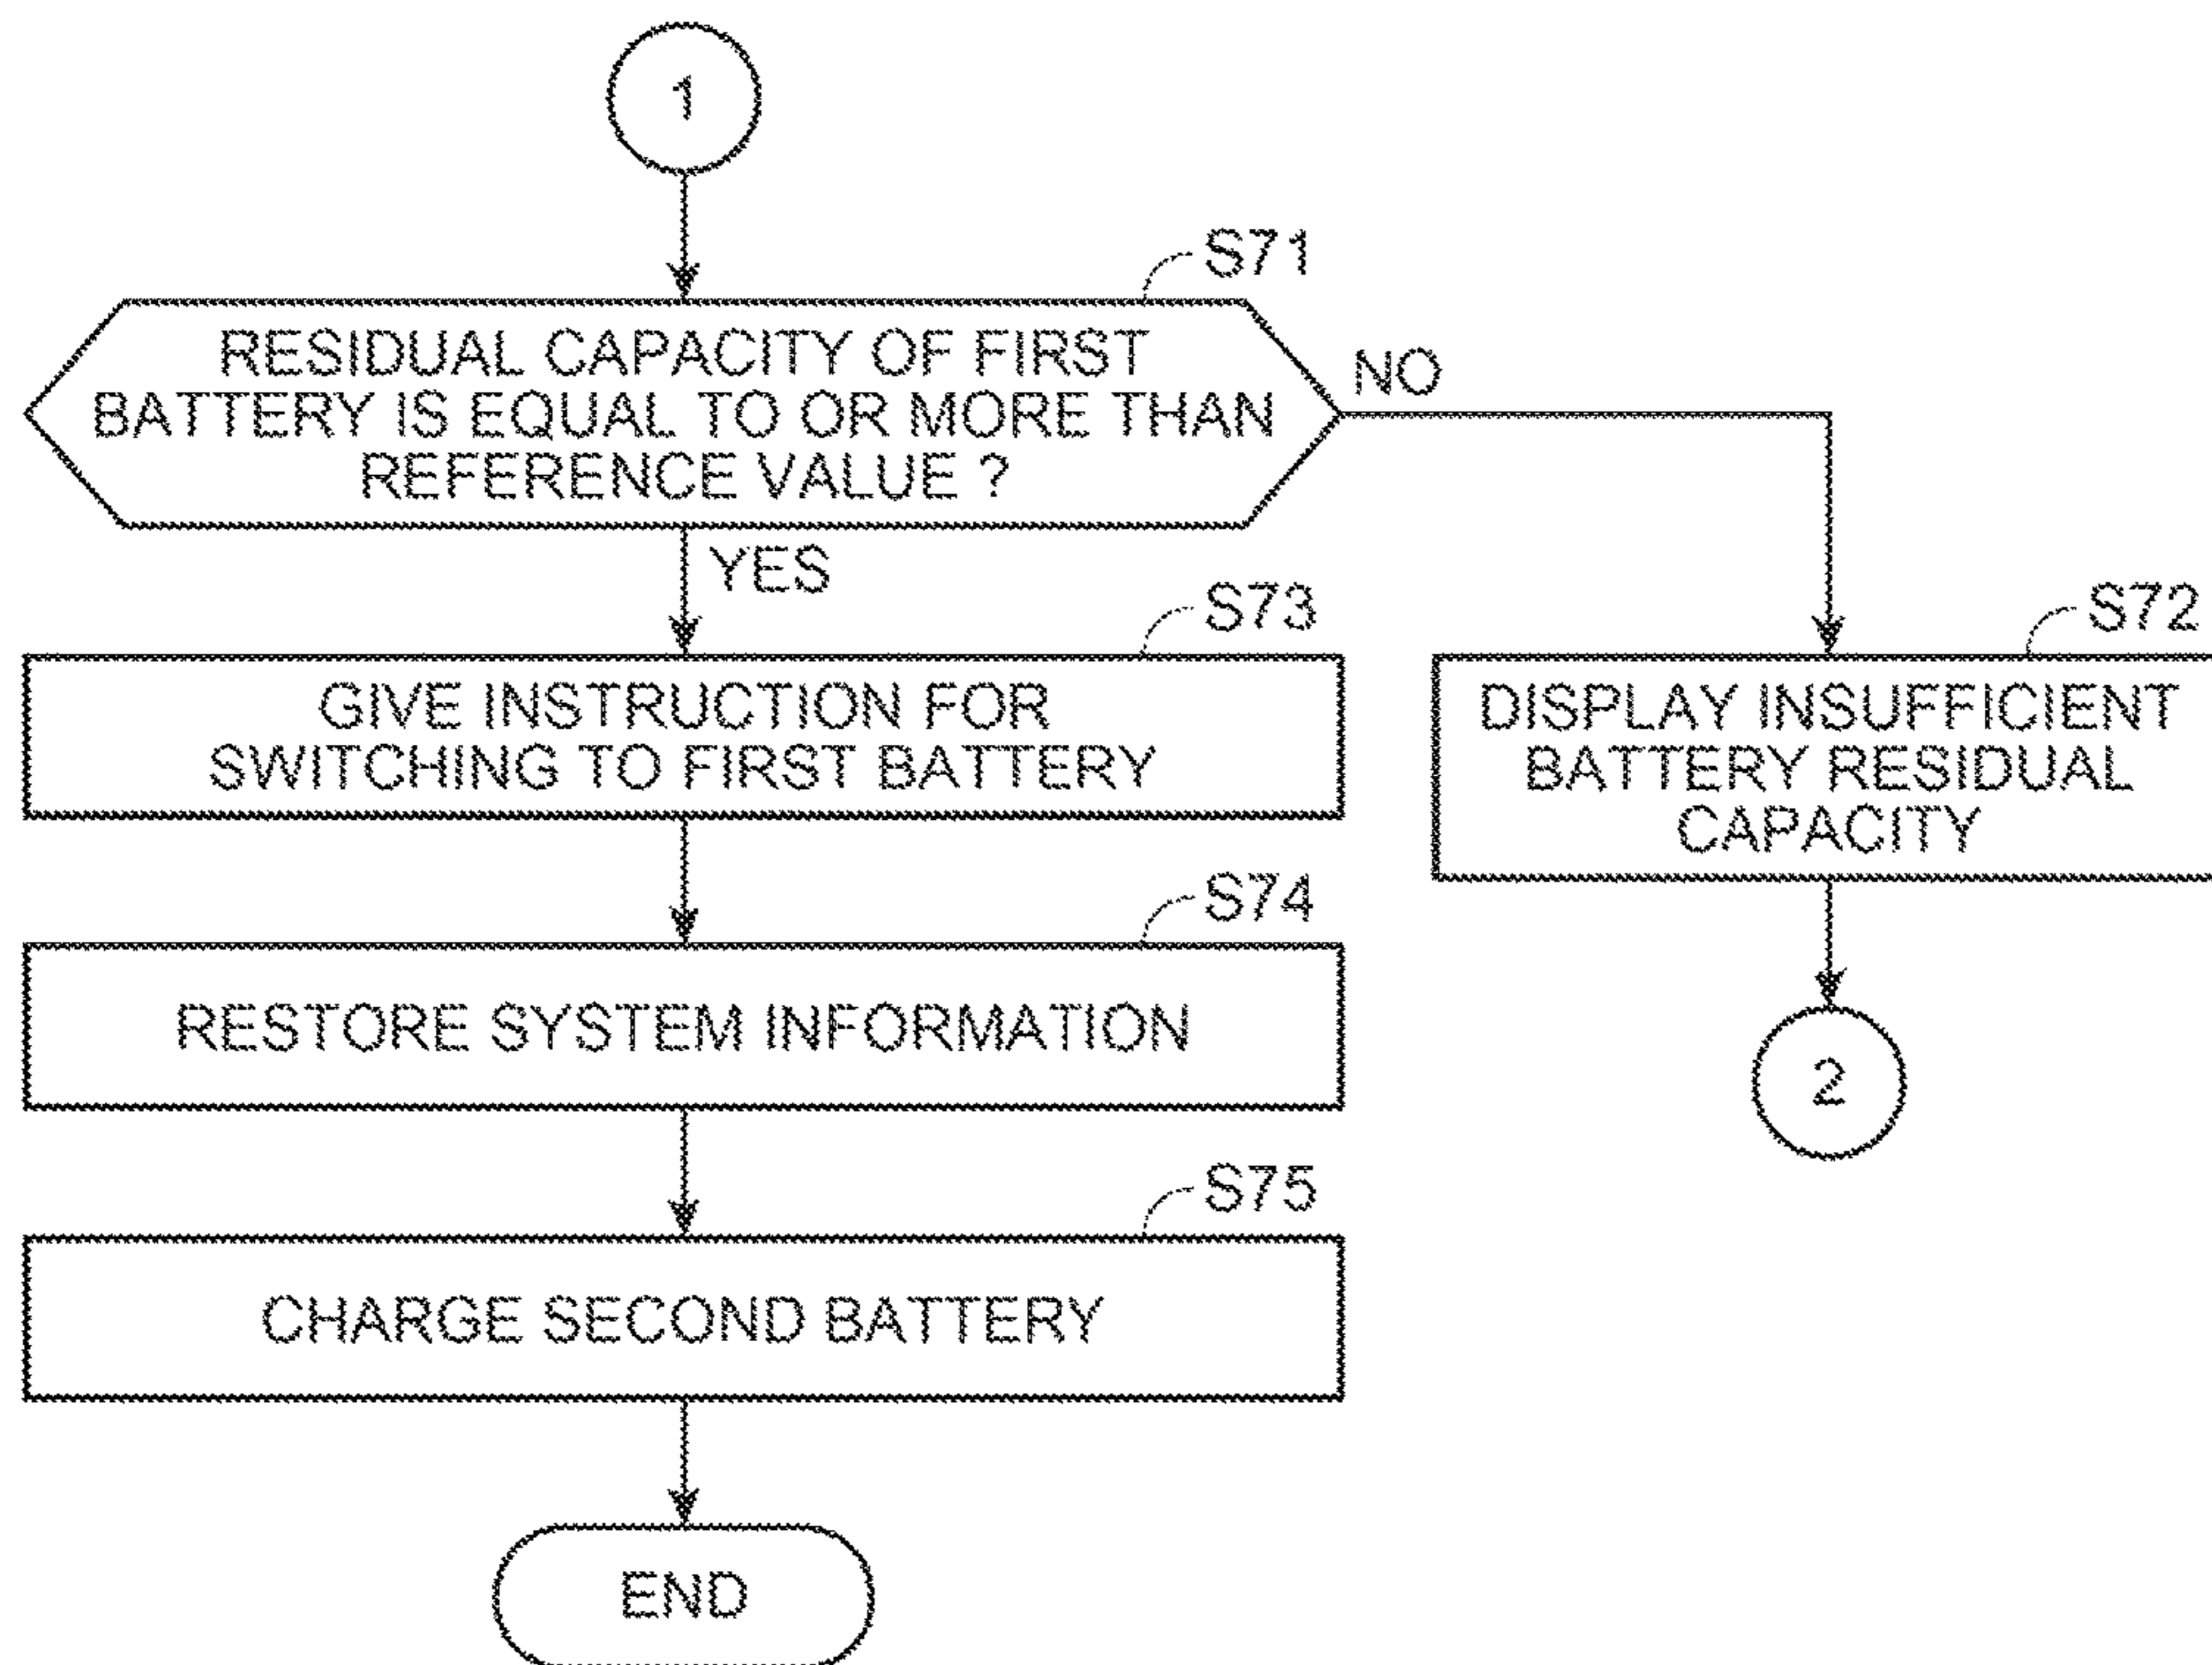 1
S71
RESIDUAL CAPACITY OF FIRST
BATTERY IS EQUAL TO OR MORE THAN
REFERENCE VALUE ?
NO
YES
S73
GIVE INSTRUCTION FOR
SWITCHING TO FIRST BATTERY
S72
DISPLAY INSUFFICIENT
BATTERY RESIDUAL
CAPACITY
S74
RESTORE SYSTEM INFORMATION
2
S75
CHARGE SECOND BATTERY
END